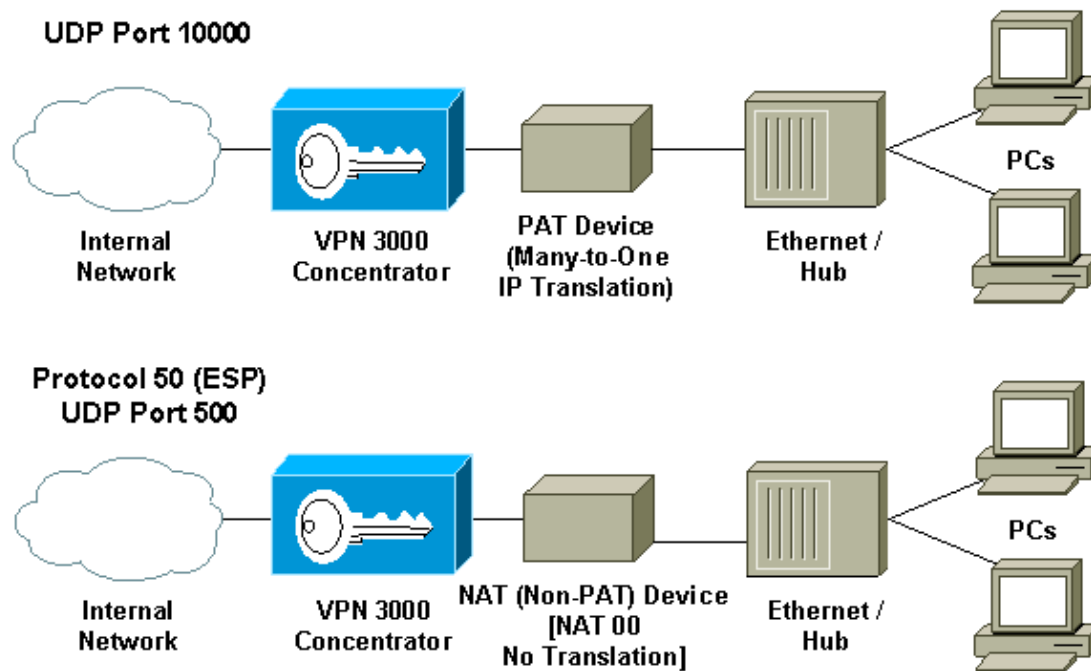 UDP Port 10000
Internal
Network
VPN 3000
Concentrator
PAT Device
(Many-to-One
IP Translation)
Ethernet /
Hub
PCs
Protocol 50 (ESP)
UDP Port 500
Internal
Network
VPN 3000
Concentrator
NAT (Non-PAT) Device
[NAT 00
No Translation]
Ethernet /
Hub
PCs